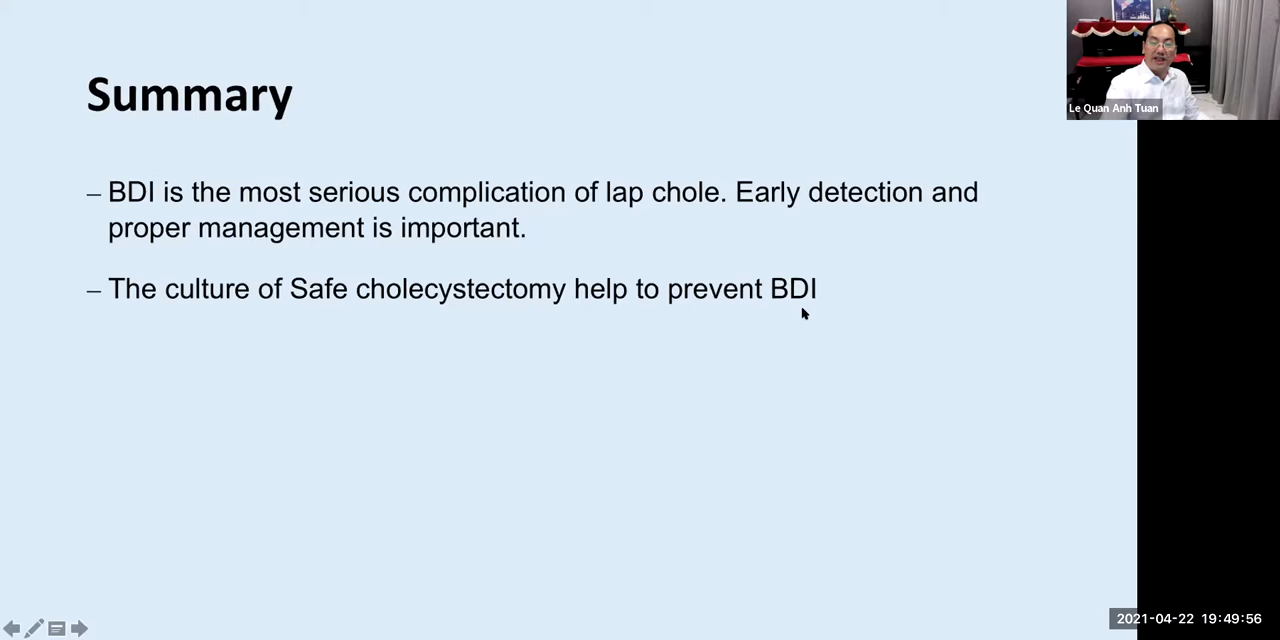 Summary
– BDI is the most serious complication of lap chole. Early detection and
proper management is important.
– The culture of Safe cholecystectomy help to prevent BDI
Le Quan Anh Tuan
2021-04-22 19:49:56